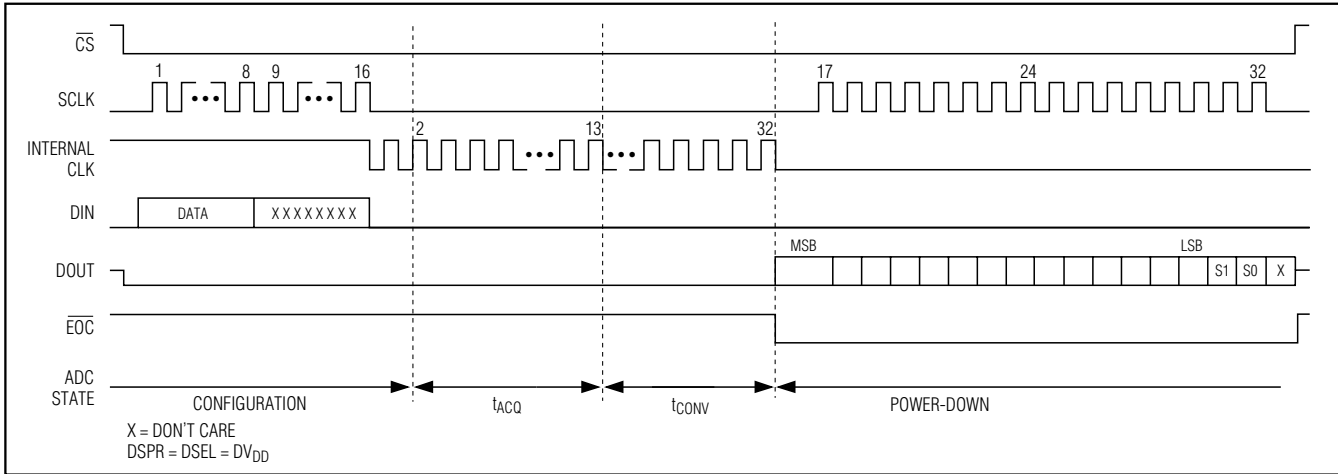 CS
1 8 9 16 17 24 32
SCLK
2 13 32
INTERNAL
CLK
DIN DATA X X X X X X X X
MSB LSB
DOUT S1 S0 X
EOC
ADC
STATE
CONFIGURATION tACQ tCONV POWER-DOWN
X = DON'T CARE
DSPR = DSEL = DVDD